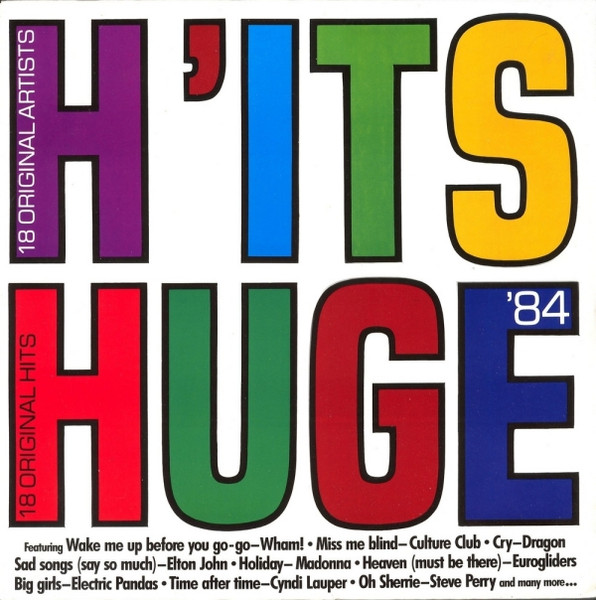 18 ORIGINAL ARTISTS
H'ITS
18 ORIGINAL HITS
HUGE
'84
Featuring Wake me up before you go-go–Wham! • Miss me blind–Culture Club • Cry–Dragon
Sad songs (say so much)–Elton John • Holiday– Madonna • Heaven (must be there)–Eurogliders
Big girls–Electric Pandas • Time after time–Cyndi Lauper • Oh Sherrie–Steve Perry and many more...